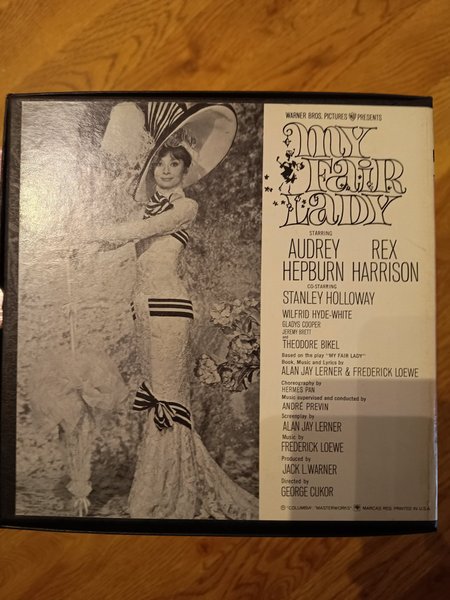 WARNER BROS. PICTURES PRESENTS
MY
FAIR
LADY
STARRING
AUDREY REX
HEPBURN HARRISON
CO-STARRING
STANLEY HOLLOWAY
WILFRID HYDE-WHITE
GLADYS COOPER
JEREMY BRETT
and
THEODORE BIKEL
Based on the play "MY FAIR LADY"
Book, Music and Lyrics by
ALAN JAY LERNER & FREDERICK LOEWE
Choreography by
HERMES PAN
Music supervised and conducted by
ANDRÉ PREVIN
Screenplay by
ALAN JAY LERNER
Music by
FREDERICK LOEWE
Produced by
JACK L. WARNER
Directed by
GEORGE CUKOR
"COLUMBIA" "MASTERWORKS" MARCAS REG. PRINTED IN U.S.A.